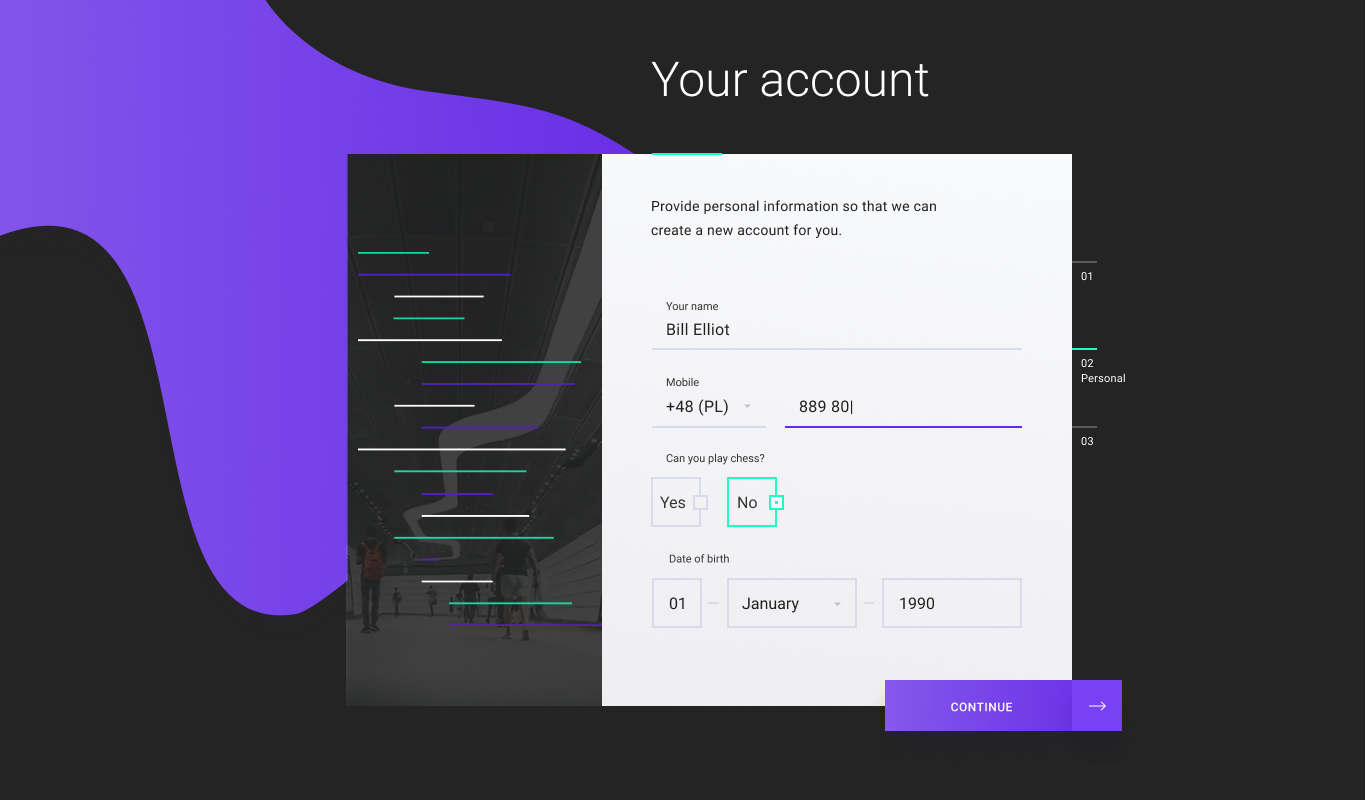 Your account
Provide personal information so that we can
create a new account for you.
Your name
Bill Elliot
Mobile
+48 (PL)
889 80
Can you play chess?
Yes
No
Date of birth
01
January
1990
CONTINUE
01
02
Personal
03